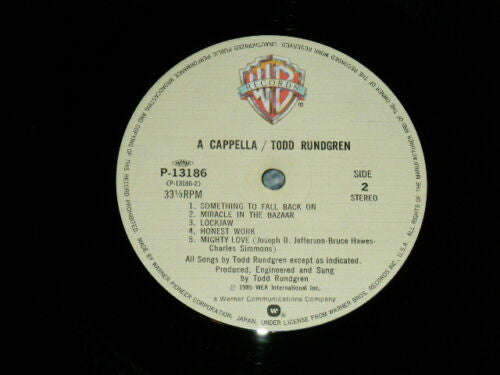 UNAUTHORIZED PUBLIC PERFORMANCE BROADCASTING AND COPYING OF THIS RECORD PROHIBITED.
ALL RIGHTS OF THE MANUFACTURER AND OF THE OWNER OF THE RECORDED WORK RESERVED.
WB
RECORDS
®
A CAPPELLA / TODD RUNDGREN
P-13186
(P-13186-2)
33⅓RPM
SIDE
2
STEREO
1. SOMETHING TO FALL BACK ON
2. MIRACLE IN THE BAZAAR
3. LOCKJAW
4. HONEST WORK
5. MIGHTY LOVE (Joseph B. Jefferson-Bruce Hawes-
Charles Simmons)
All Songs by Todd Rundgren except as indicated.
Produced, Engineered and Sung
by Todd Rundgren
℗ 1985 WEA International Inc.
a Warner Communications Company
MADE BY WARNER PIONEER CORPORATION, JAPAN, UNDER LICENSE FROM WARNER BROS. RECORDS INC., U.S.A.